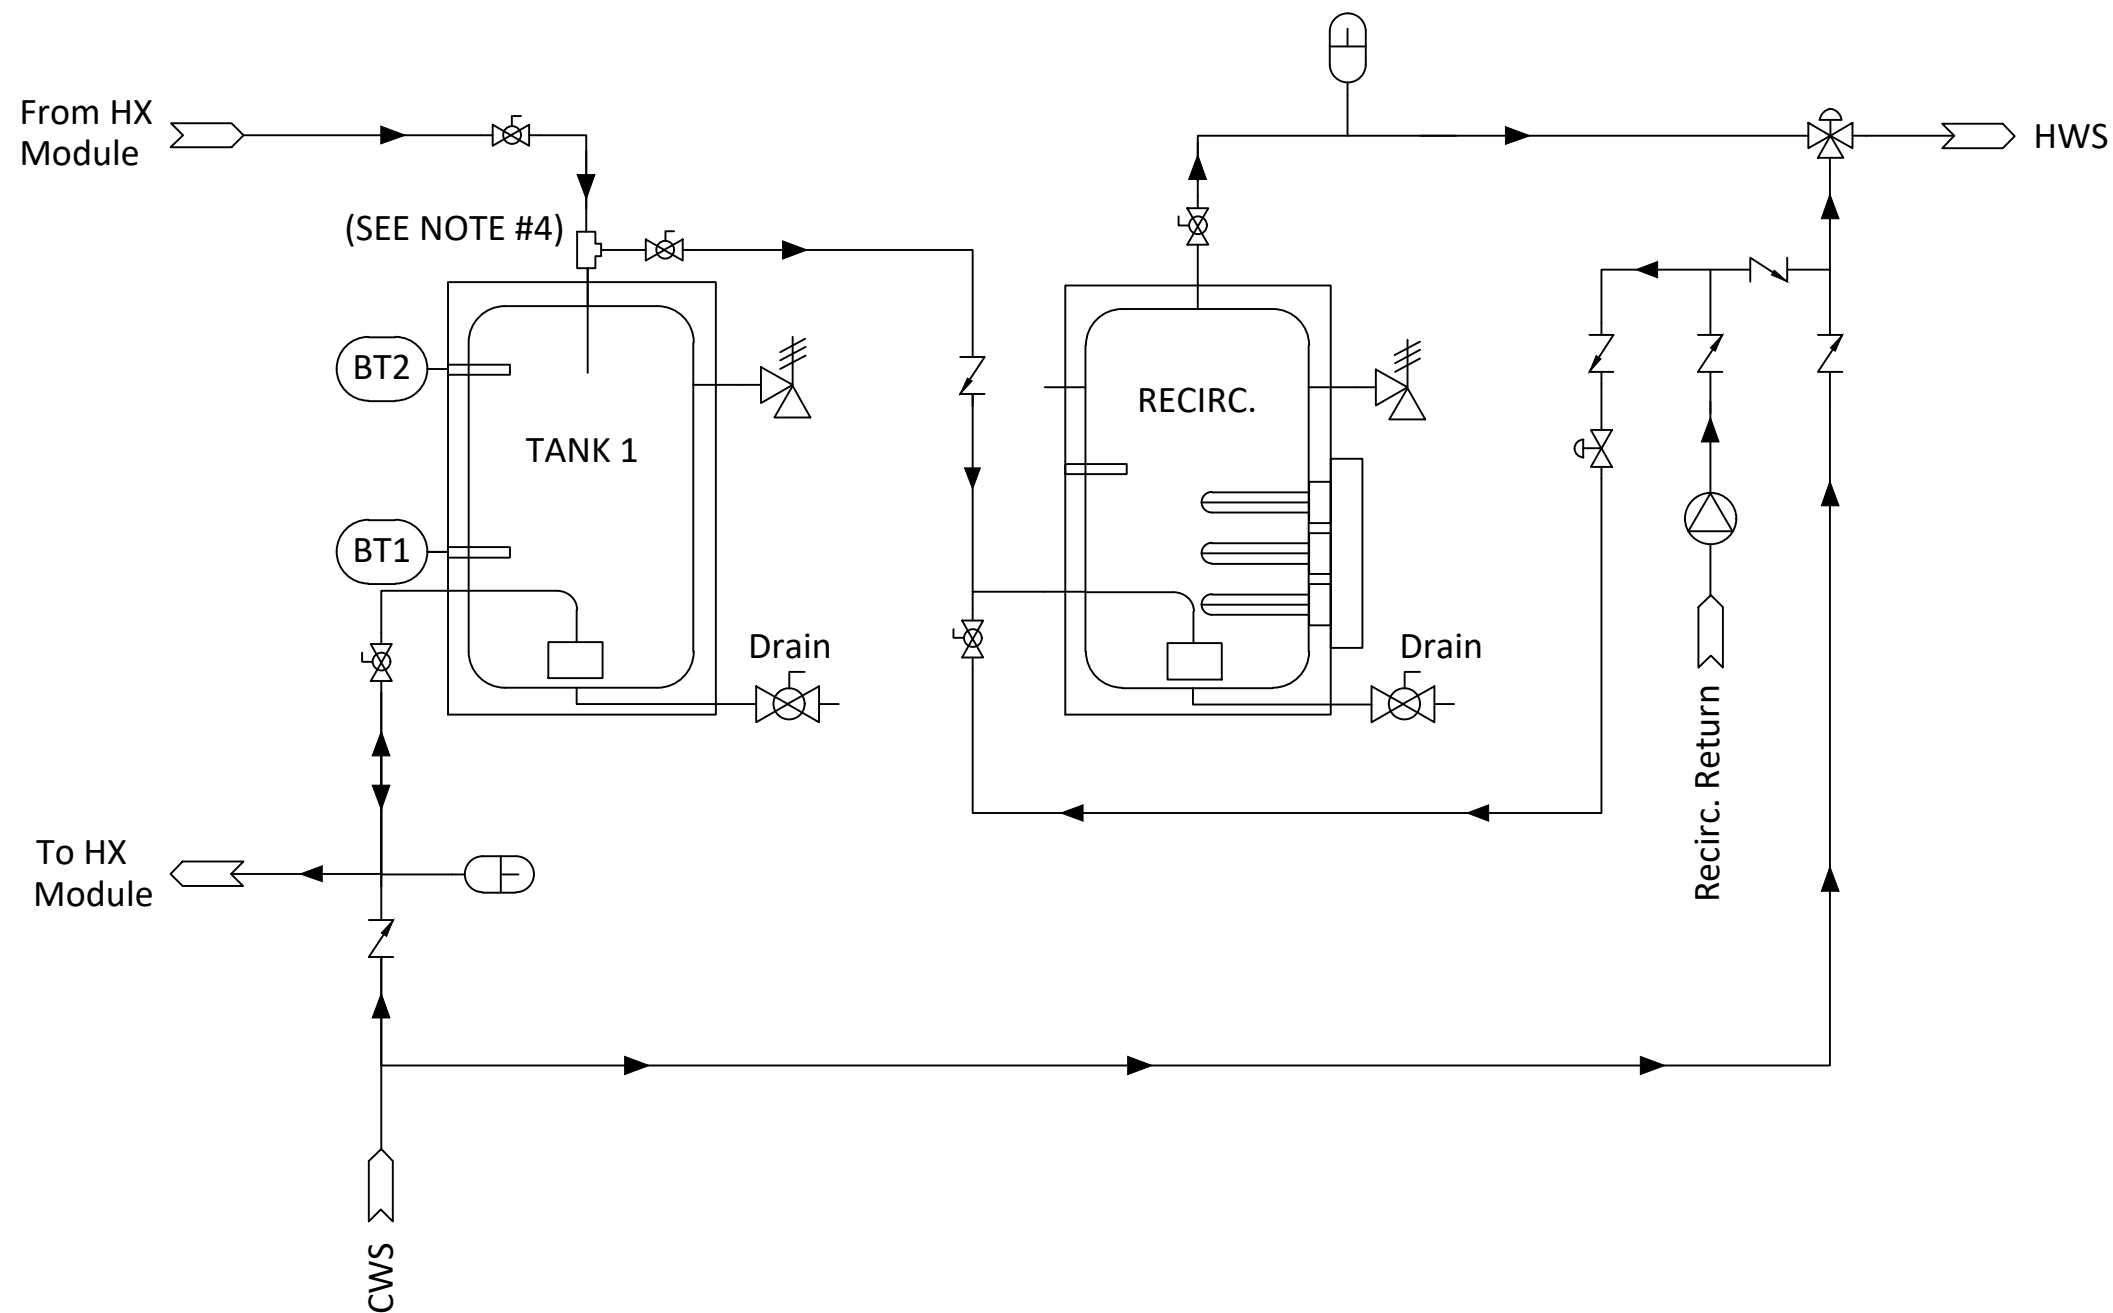 From HX
Module
HWS
(SEE NOTE #4)
BT2
RECIRC.
TANK 1
BT1
Drain
Drain
Recirc. Return
To HX
Module
CWS